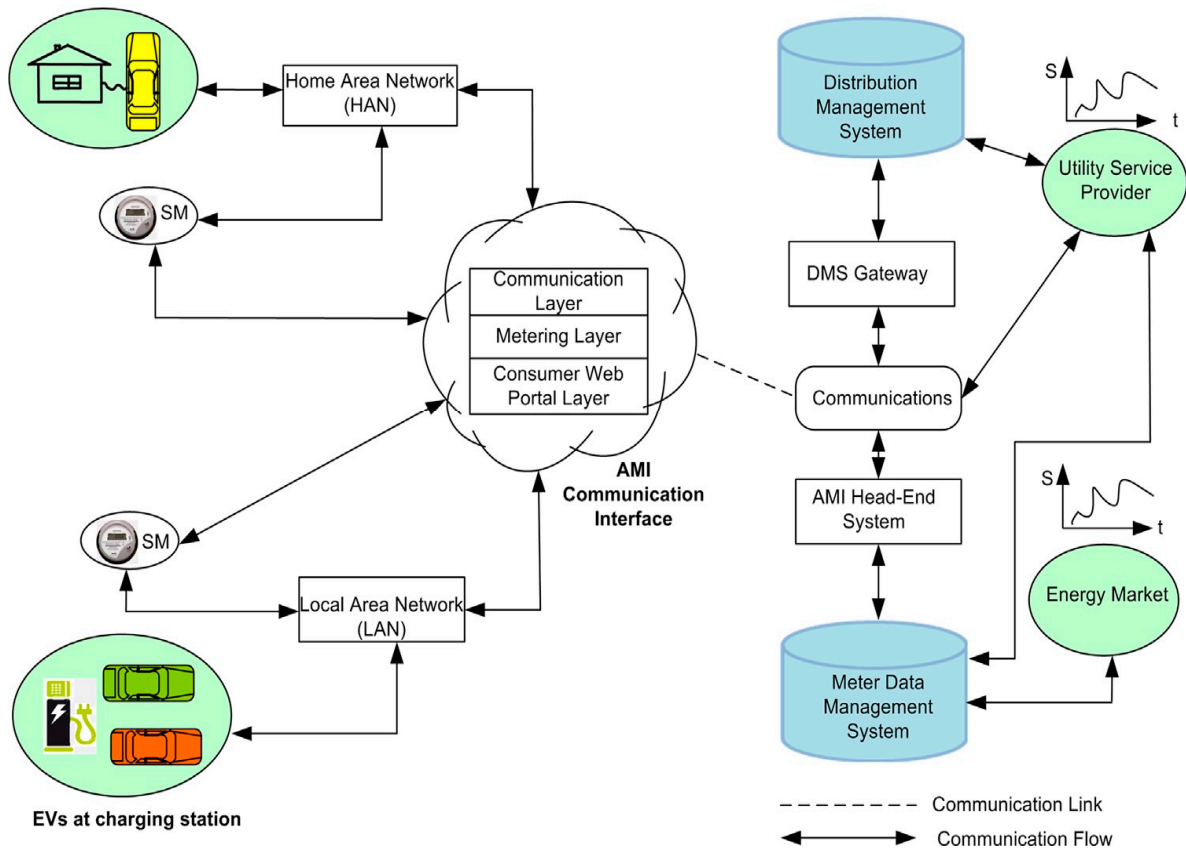 Home Area Network
(HAN)
SM
Communication
Layer
Metering Layer
Consumer Web
Portal Layer
AMI
Communication
Interface
SM
Local Area Network
(LAN)
EVs at charging station
Distribution
Management
System
S
t
Utility Service
Provider
DMS Gateway
Communications
AMI Head-End
System
S
t
Energy Market
Meter Data
Management
System
Communication Link
Communication Flow